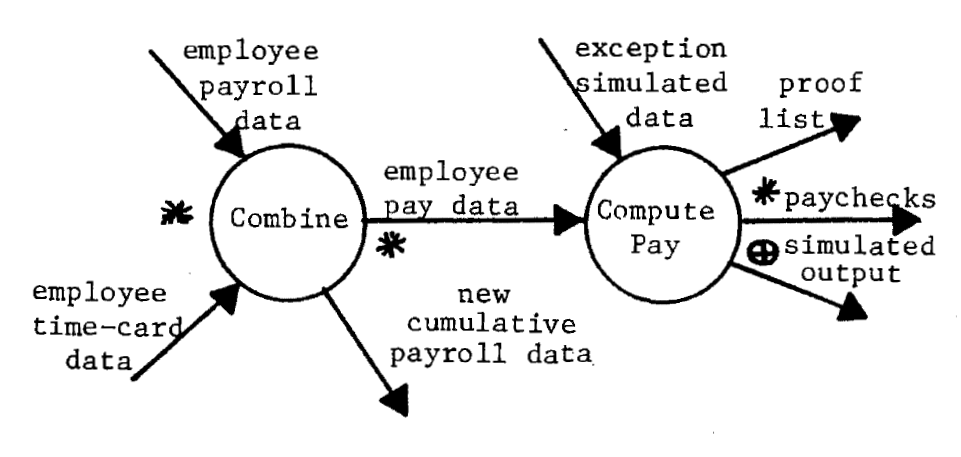 employee
payroll
data
exception
simulated
data
proof
list
Combine
employee
pay data
Compute
Pay
paychecks
simulated
output
employee
time-card
data
new
cumulative
payroll data